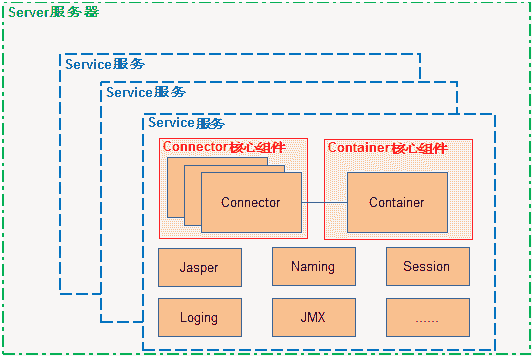 Server服务器
Service服务
Service服务
Service服务
Connector核心组件
Container核心组件
Connector
Container
Jasper
Naming
Session
Loging
JMX
......